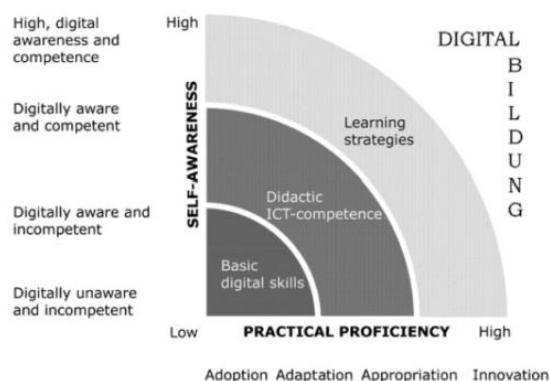 High, digital
awareness and
competence
High
DIGITAL
B
I
L
D
U
N
G
Digitally aware
and competent
SELF-AWARENESS
Learning
strategies
Didactic
ICT-competence
Digitally aware and
incompetent
Basic
digital skills
Digitally unaware
and incompetent
Low
PRACTICAL PROFICIENCY
High
Adoption Adaptation Appropriation Innovation